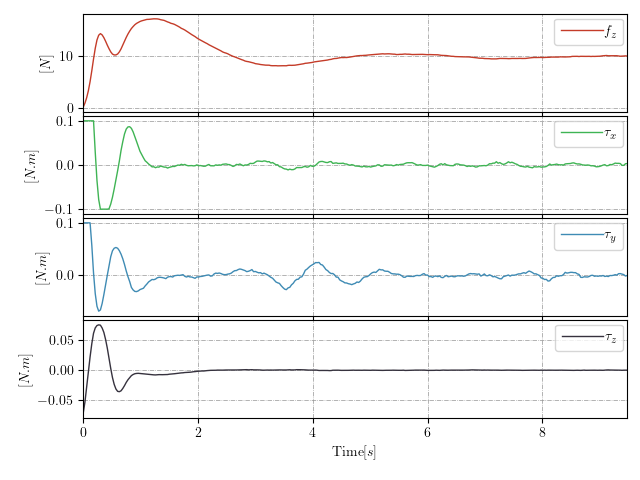 f_z
10
[N]
0
0.1
τ_x
[N.m]
0.0
−0.1
0.1
τ_y
[N.m]
0.0
τ_z
0.05
[N.m]
0.00
−0.05
0 2 4 6 8
Time[s]